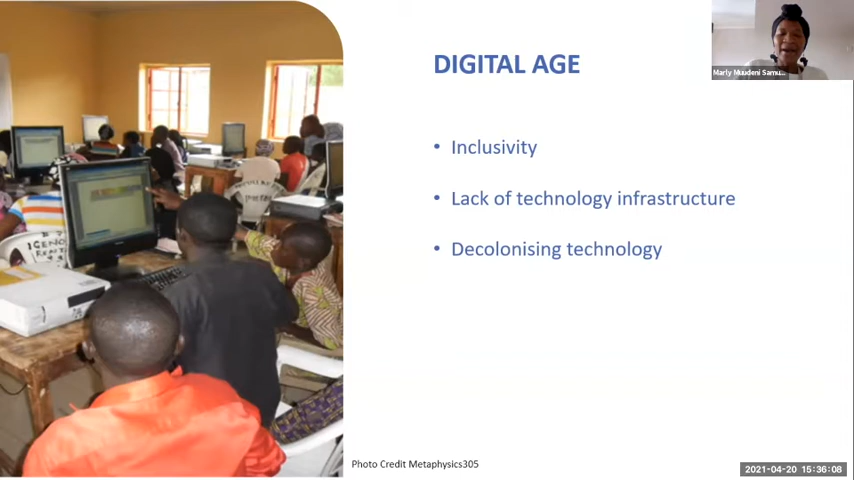 DIGITAL AGE
Marly Muudeni Samu...
• Inclusivity
• Lack of technology infrastructure
• Decolonising technology
Photo Credit Metaphysics305
2021-04-20 15:36:08